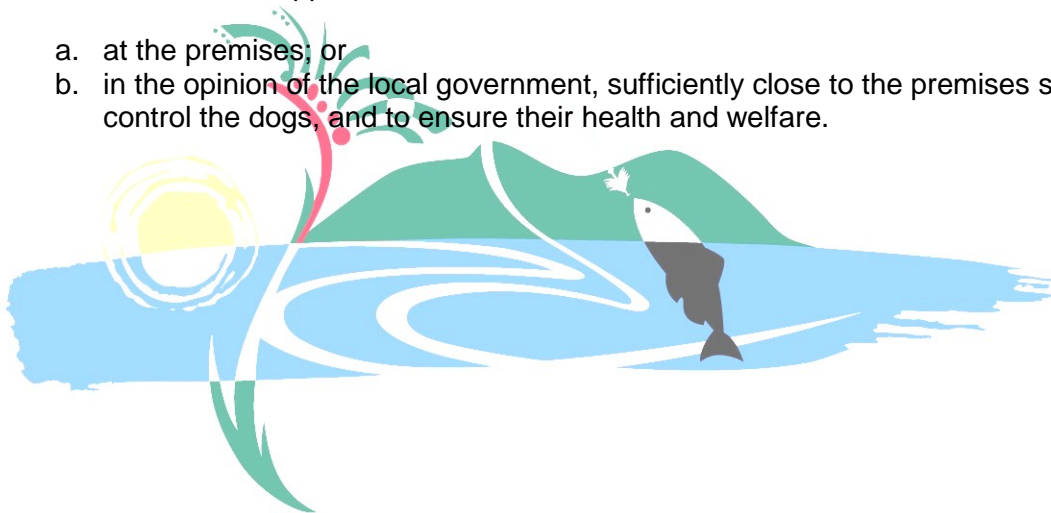 a. at the premises; or
b. in the opinion of the local government, sufficiently close to the premises
control the dogs, and to ensure their health and welfare.